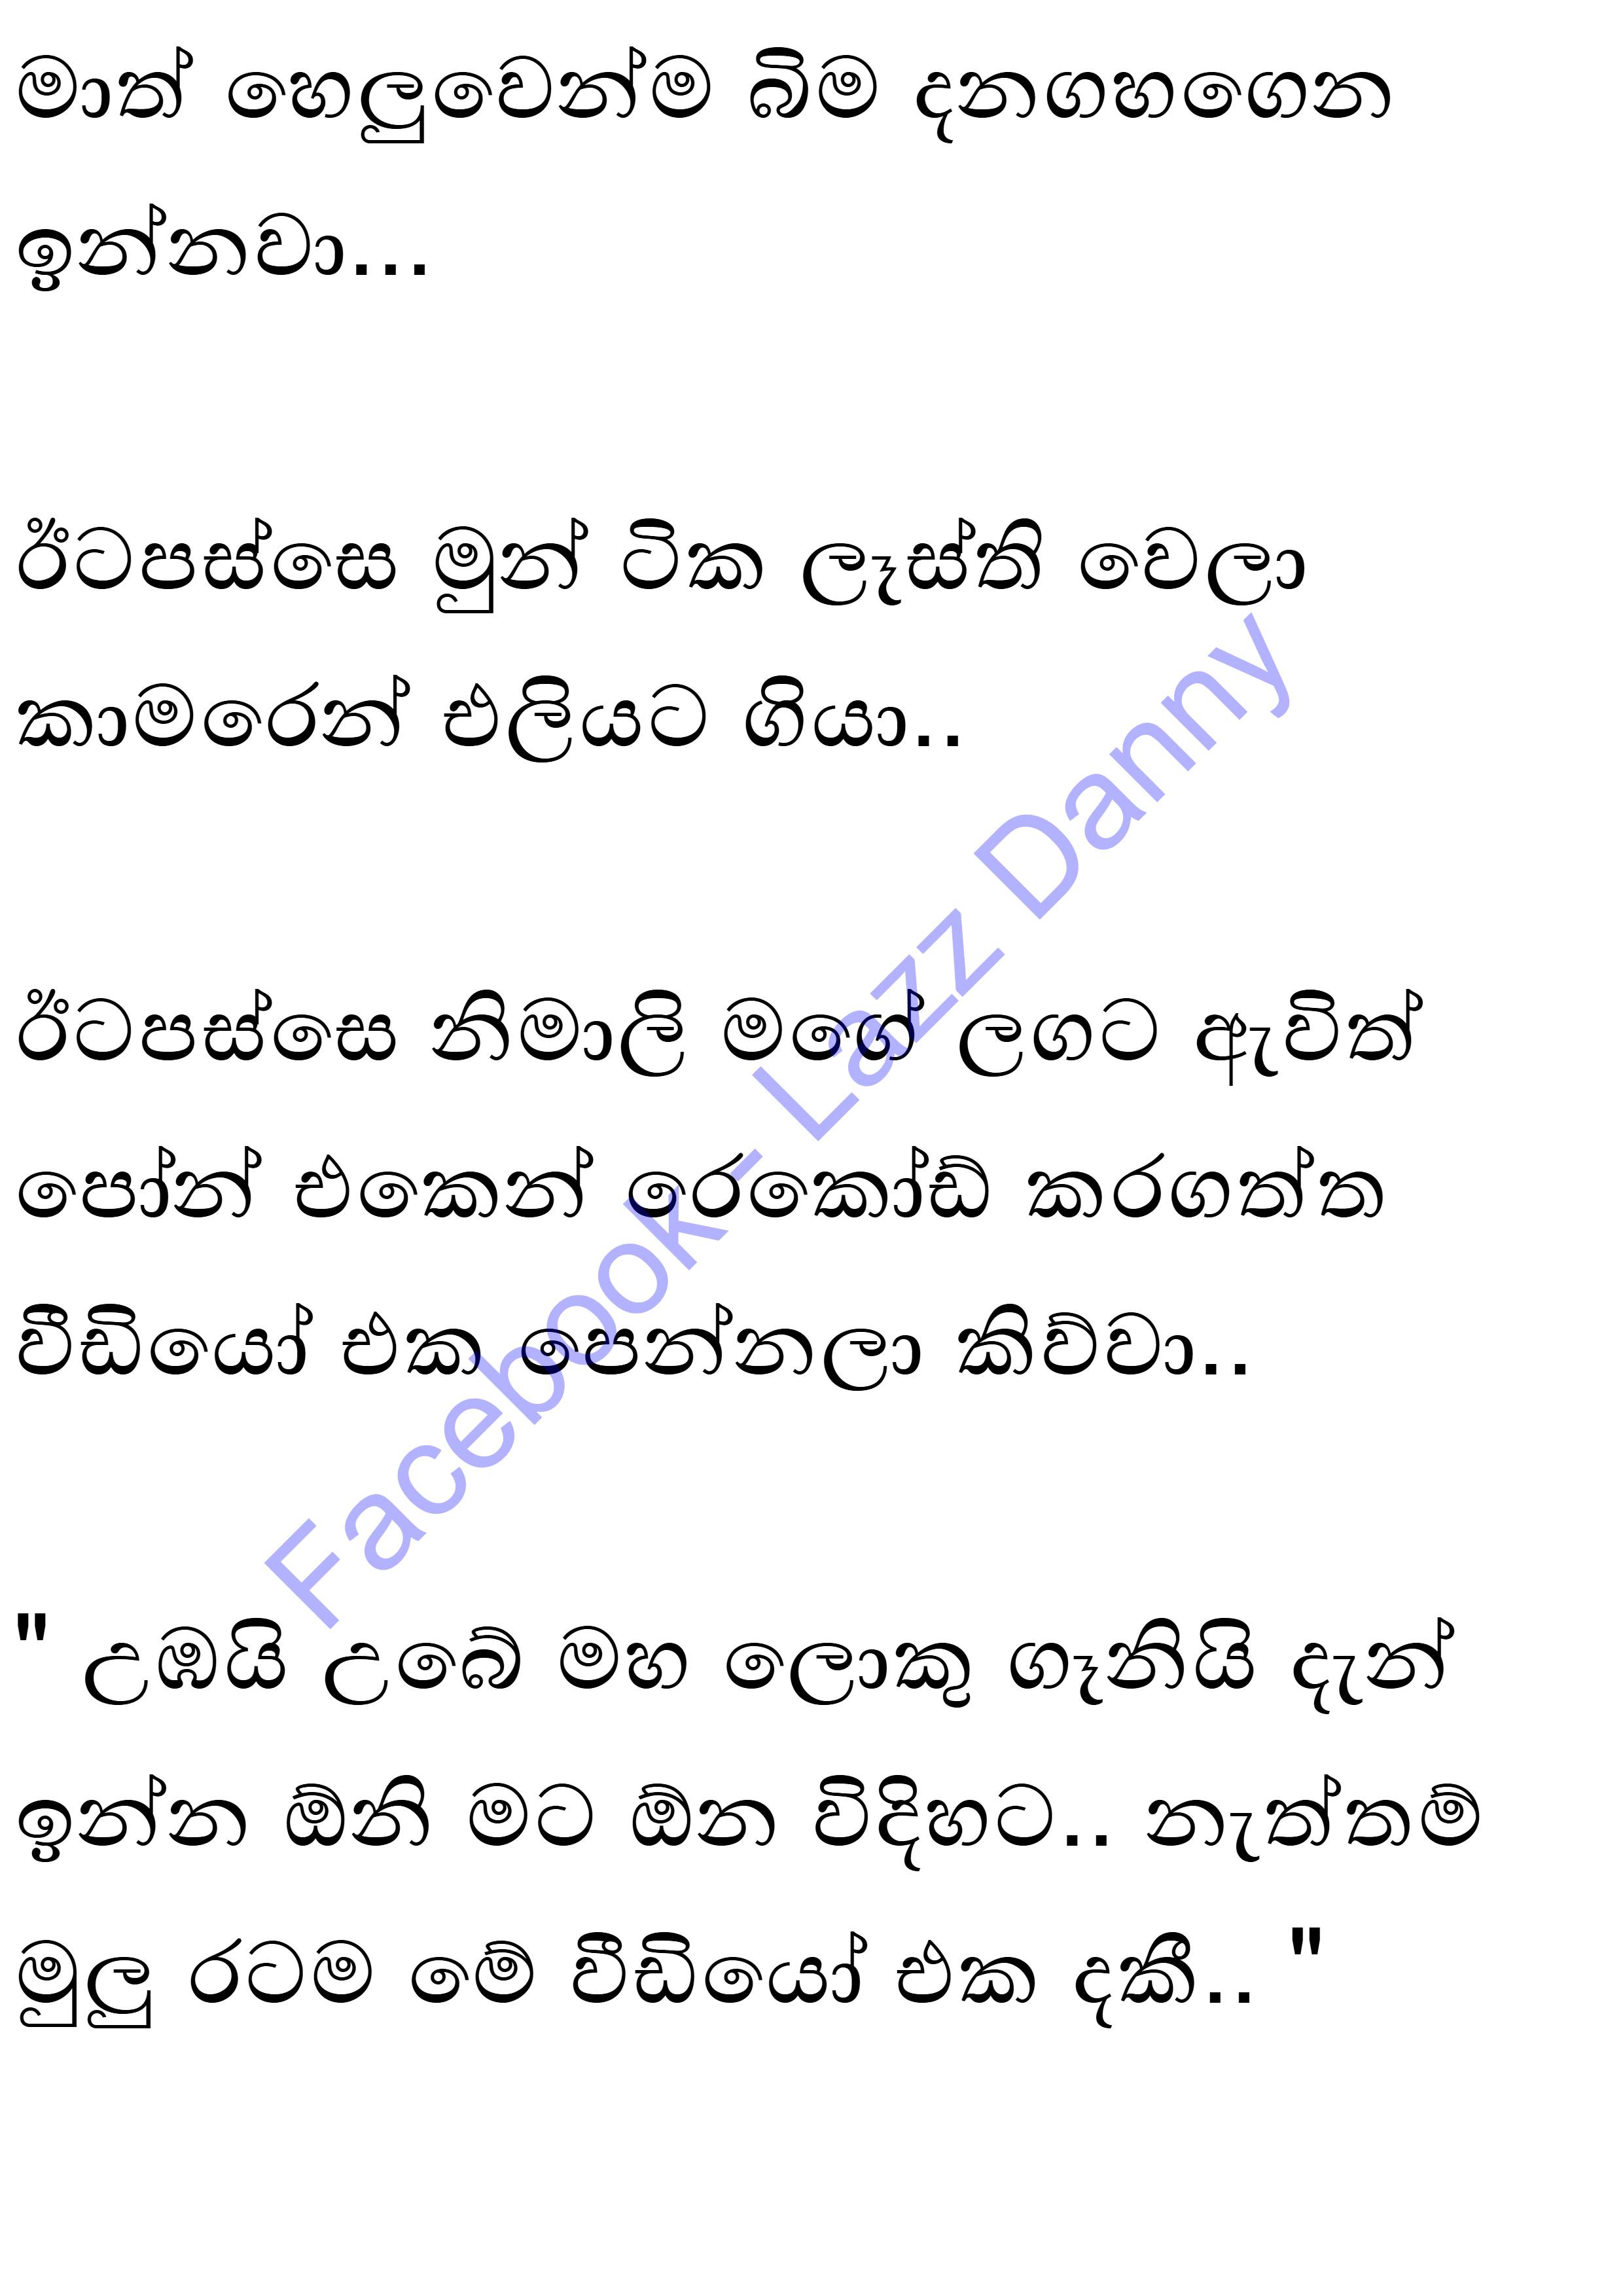 මාත් හෙලුවෙන්ම බිම දනගහගෙන
ඉන්නවා...
ඊටපස්සෙ මුන් ටික ලෑස්ති වෙලා
කාමරෙන් එලියට ගියා..
ඊටපස්සෙ නිමාලි මගේ ලගට ඇවිත්
පෝන් එකෙන් රෙකෝඩ් කරගත්ත
වීඩියෝ එක පෙන්නලා කිව්වා..
" උඹයි උබේ මහ ලොකු ගෑනියි දැන්
ඉන්න ඕනි මට ඕන විදිහට.. නැත්තම්
මුලු රටම මේ වීඩියෝ එක දකී.. "
Facebook- Lazz Danny